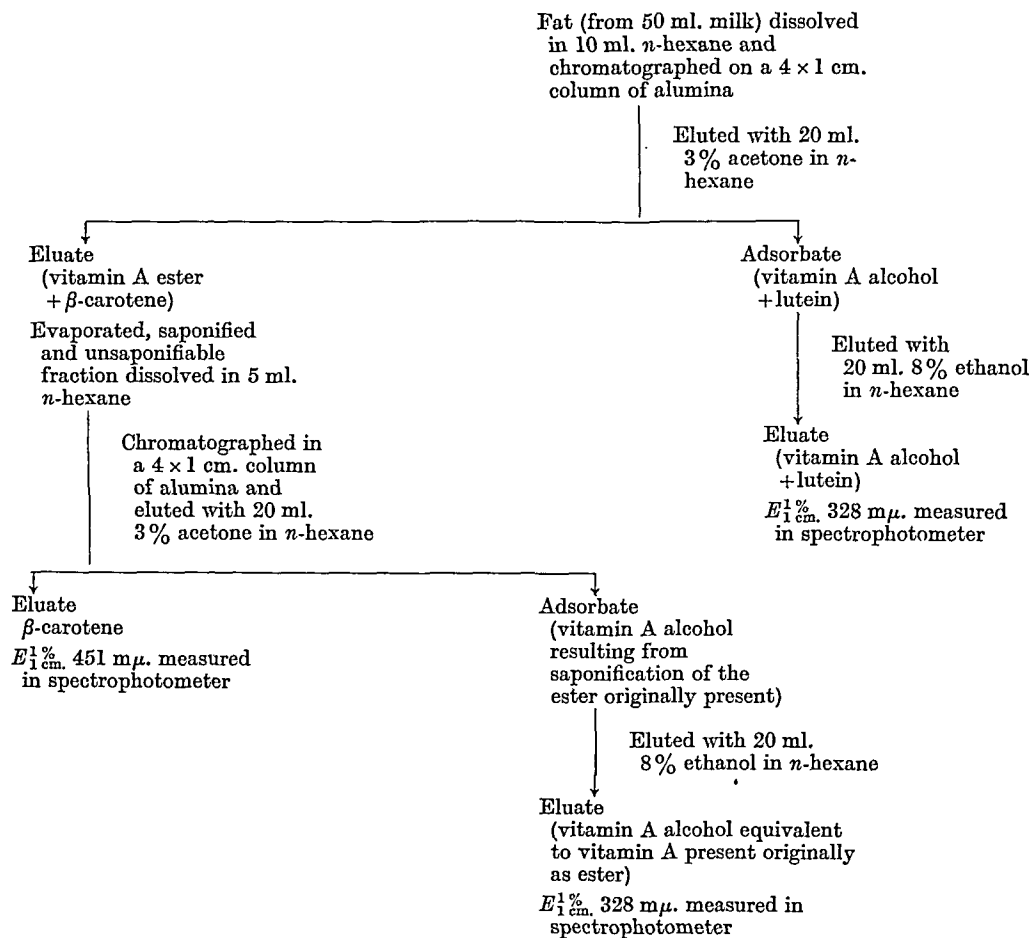 Fat (from 50 ml. milk) dissolved
in 10 ml. n-hexane and
chromatographed on a 4 × 1 cm.
column of alumina
Eluted with 20 ml.
3% acetone in n-
hexane
Eluate
(vitamin A ester
+β-carotene)
Evaporated, saponified
and unsaponifiable
fraction dissolved in 5 ml.
n-hexane
Adsorbate
(vitamin A alcohol
+lutein)
Eluted with
20 ml. 8% ethanol
in n-hexane
Eluate
(vitamin A alcohol
+lutein)
E 1% 1 cm. 328 mμ. measured
in spectrophotometer
Chromatographed in
a 4 × 1 cm. column
of alumina and
eluted with 20 ml.
3% acetone in n-hexane
Eluate
β-carotene
E 1% 1 cm. 451 mμ. measured
in spectrophotometer
Adsorbate
(vitamin A alcohol
resulting from
saponification of the
ester originally present)
Eluted with 20 ml.
8% ethanol in n-hexane
Eluate
(vitamin A alcohol equivalent
to vitamin A present originally
as ester)
E 1% 1 cm. 328 mμ. measured in
spectrophotometer